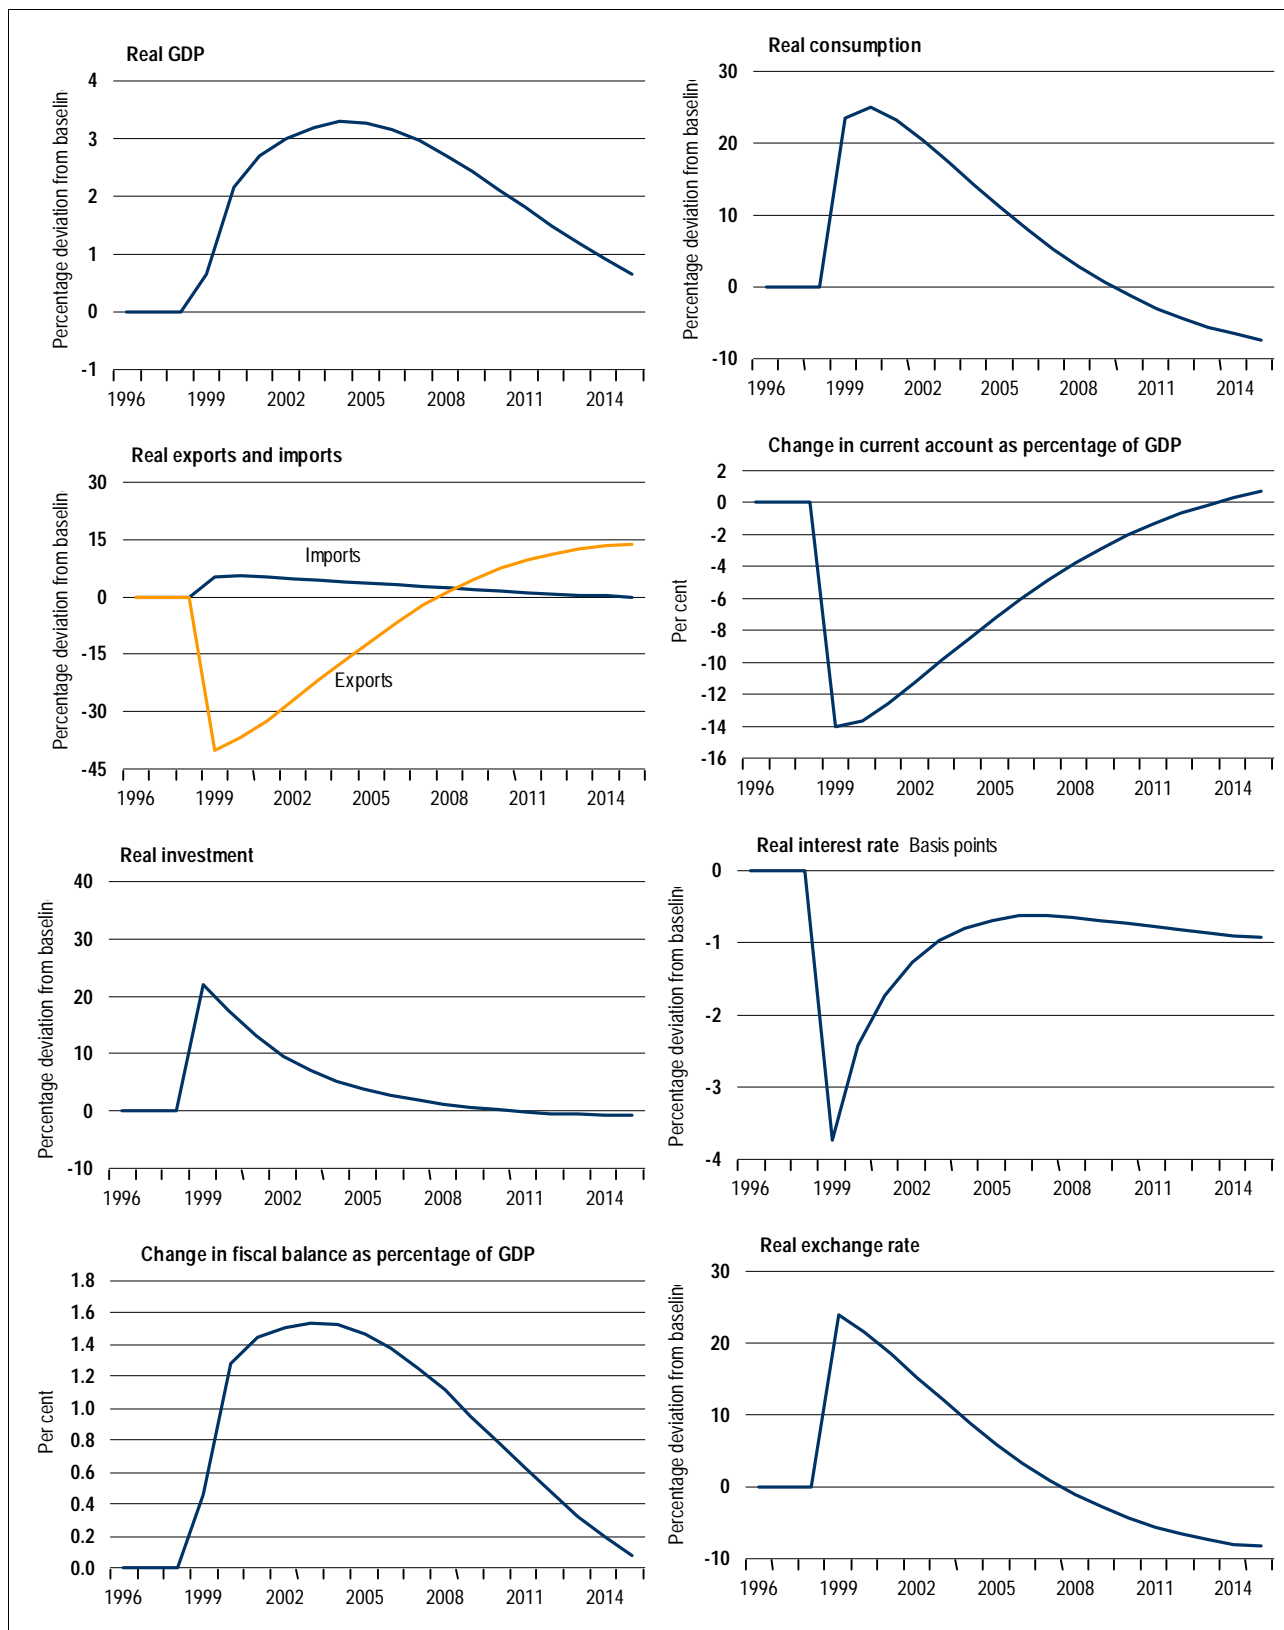 Real GDP
Percentage deviation from baselin
4
3
2
1
0
-1
1996 1999 2002 2005 2008 2011 2014
Real consumption
Percentage deviation from baselin
30
20
10
0
-10
1996 1999 2002 2005 2008 2011 2014
Real exports and imports
Percentage deviation from baselin
30
15
0
-15
-30
-45
Imports
Exports
1996 1999 2002 2005 2008 2011 2014
Change in current account as percentage of GDP
Per cent
2
0
-2
-4
-6
-8
-10
-12
-14
-16
1996 1999 2002 2005 2008 2011 2014
Real investment
Percentage deviation from baselin
40
30
20
10
0
-10
1996 1999 2002 2005 2008 2011 2014
Real interest rate Basis points
Percentage deviation from baselin
0
-1
-2
-3
-4
1996 1999 2002 2005 2008 2011 2014
Change in fiscal balance as percentage of GDP
Per cent
1.8
1.6
1.4
1.2
1.0
0.8
0.6
0.4
0.2
0.0
1996 1999 2002 2005 2008 2011 2014
Real exchange rate
Percentage deviation from baselin
30
20
10
0
-10
1996 1999 2002 2005 2008 2011 2014